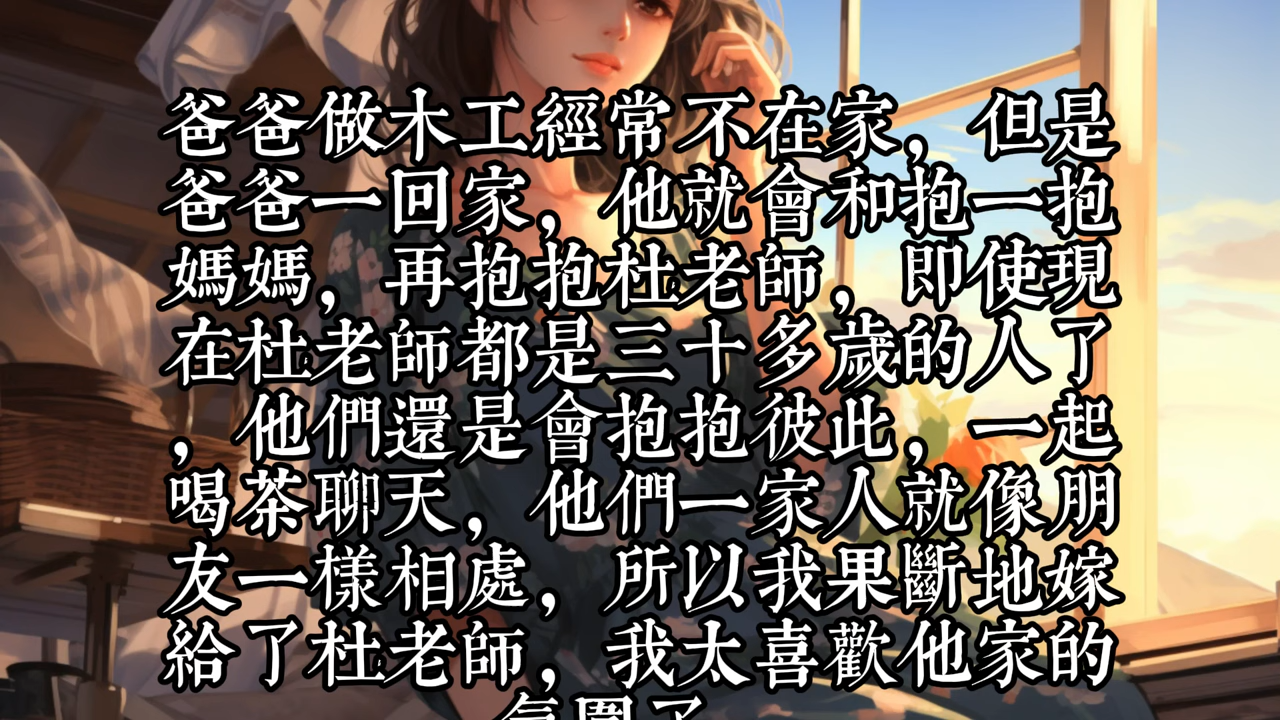 爸爸做木工經常不在家，但是
爸爸一回家，他就會和抱一抱
媽媽，再抱抱杜老師，即使現
在杜老師都是三十多歲的人了
，他們還是會抱抱彼此，一起
喝茶聊天，他們一家人就像朋
友一樣相處，所以我果斷地嫁
給了杜老師，我太喜歡他家的
氛圍了